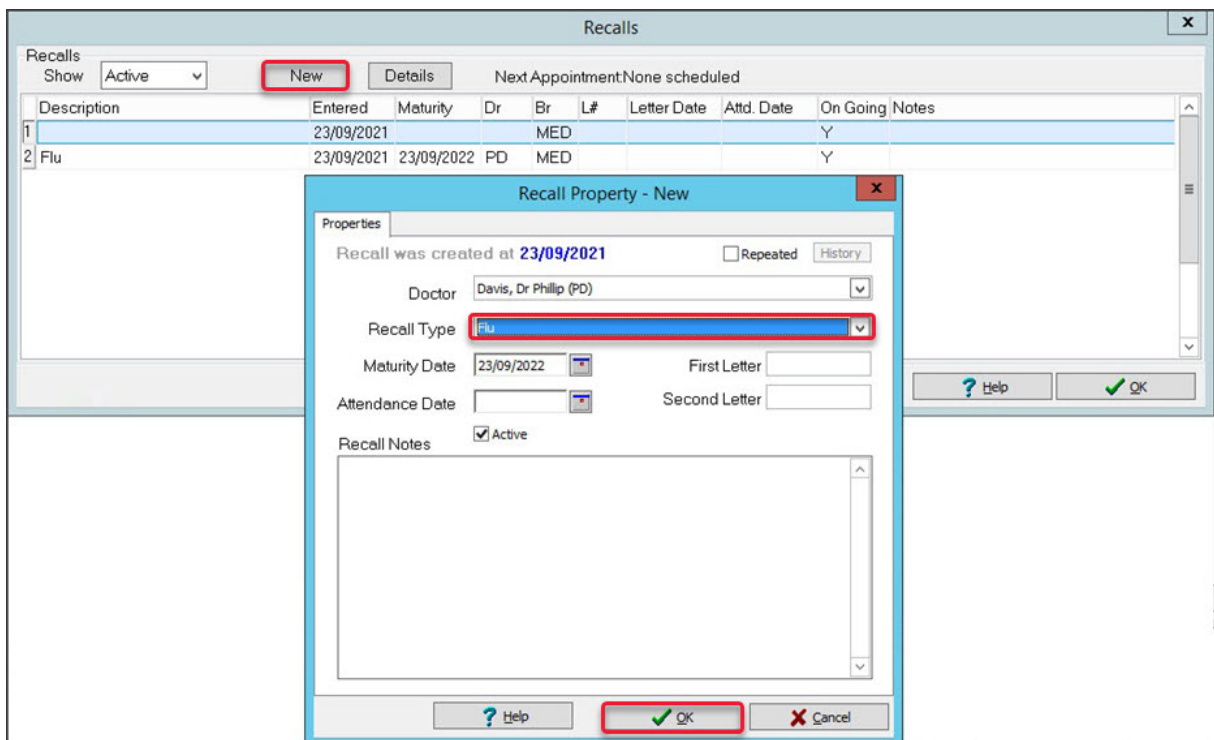 Recalls
x
Recalls
Show Active New Details Next Appointment:None scheduled
Description Entered Maturity Dr Br L# Letter Date Attd. Date On Going Notes
1 23/09/2021 MED Y
2 Flu 23/09/2021 23/09/2022 PD MED Y
Recall Property - New
x
Properties
Recall was created at 23/09/2021 Repeated History
Doctor Davis, Dr Phillip (PD)
Recall Type Flu
Maturity Date 23/09/2022 First Letter
Attendance Date Second Letter
Active
Recall Notes
? Help OK Cancel
? Help OK